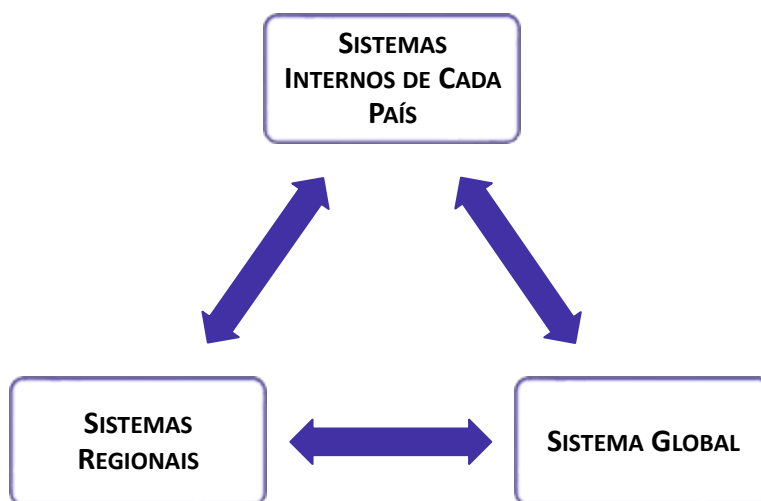 SISTEMAS
INTERNOS DE CADA
PAÍS
SISTEMAS
REGIONAIS
SISTEMA GLOBAL